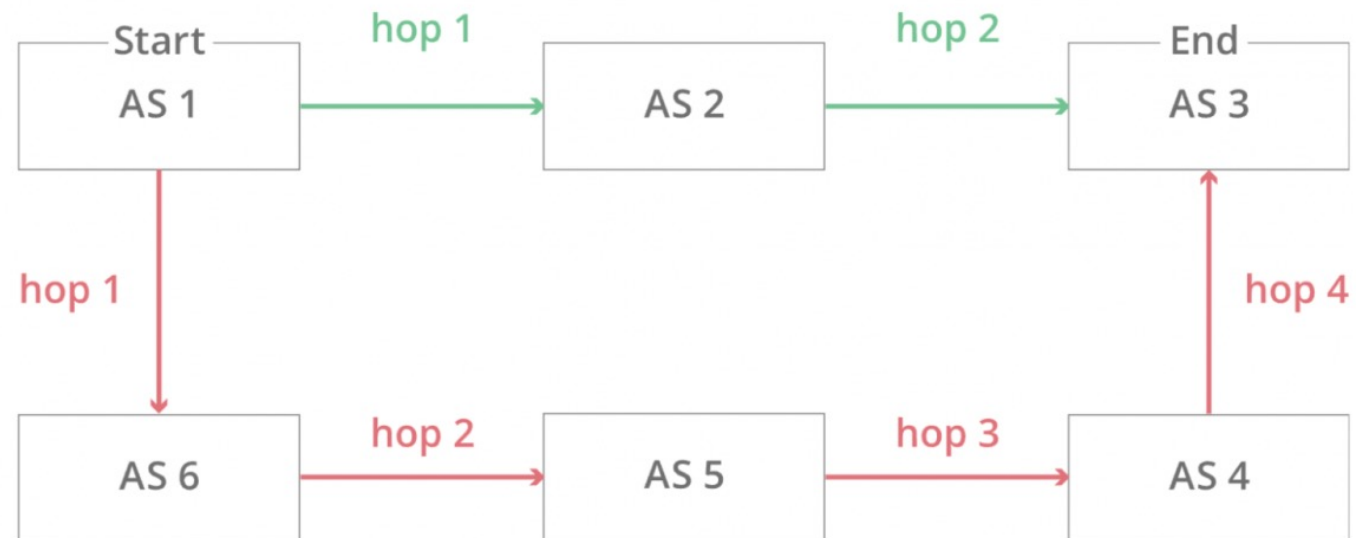 Start
hop 1
hop 2
End
AS 1
AS 2
AS 3
hop 1
hop 4
hop 2
hop 3
AS 6
AS 5
AS 4